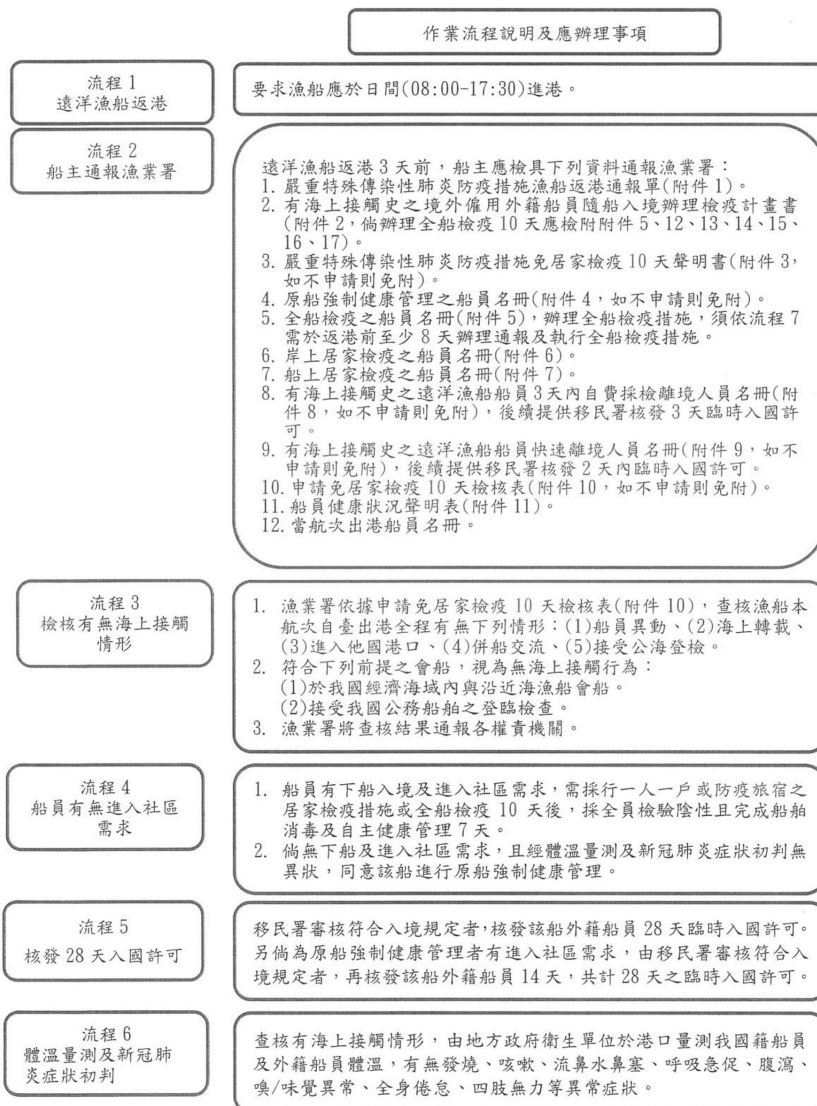 作業流程說明及應辦理事項
流程 1
遠洋漁船返港
要求漁船應於日間(08:00-17:30)進港。
流程 2
船主通報漁業署
遠洋漁船返港 3 天前，船主應檢具下列資料通報漁業署：
1. 嚴重特殊傳染性肺炎防疫措施漁船返港通報單(附件 1)。
2. 有海上接觸史之境外僱用外籍船員隨船入境辦理檢疫計畫書
(附件 2，倘辦理全船檢疫 10 天應檢附附件 5、12、13、14、15、
16、17)。
3. 嚴重特殊傳染性肺炎防疫措施免居家檢疫 10 天聲明書(附件 3，
如不申請則免附)。
4. 原船強制健康管理之船員名冊(附件 4，如不申請則免附)。
5. 全船檢疫之船員名冊(附件 5)，辦理全船檢疫措施，須依流程 7
需於返港前至少 8 天辦理通報及執行全船檢疫措施。
6. 岸上居家檢疫之船員名冊(附件 6)。
7. 船上居家檢疫之船員名冊(附件 7)。
8. 有海上接觸史之遠洋漁船船員 3 天內自費採檢離境人員名冊(附
件 8，如不申請則免附)，後續提供移民署核發 3 天臨時入國許
可。
9. 有海上接觸史之遠洋漁船船員快速離境人員名冊(附件 9，如不
申請則免附)，後續提供移民署核發 2 天內臨時入國許可。
10. 申請免居家檢疫 10 天檢核表(附件 10，如不申請則免附)。
11. 船員健康狀況聲明表(附件 11)。
12. 當航次出港船員名冊。
流程 3
檢核有無海上接觸
情形
1. 漁業署依據申請免居家檢疫 10 天檢核表(附件 10)，查核漁船本
航次自臺出港全程有無下列情形：(1)船員異動、(2)海上轉載、
(3)進入他國港口、(4)併船交流、(5)接受公海登檢。
2. 符合下列前提之會船，視為無海上接觸行為：
(1)於我國經濟海域內與沿近海漁船會船。
(2)接受我國公務船舶之登臨檢查。
3. 漁業署將查核結果通報各權責機關。
流程 4
船員有無進入社區
需求
1. 船員有下船入境及進入社區需求，需採行一人一戶或防疫旅宿之
居家檢疫措施或全船檢疫 10 天後，採全員檢驗陰性且完成船舶
消毒及自主健康管理 7 天。
2. 倘無下船及進入社區需求，且經體溫量測及新冠肺炎症狀初判無
異狀，同意該船進行原船強制健康管理。
流程 5
核發 28 天入國許可
移民署審核符合入境規定者，核發該船外籍船員 28 天臨時入國許可。
另倘為原船強制健康管理者有進入社區需求，由移民署審核符合入
境規定者，再核發該船外籍船員 14 天，共計 28 天之臨時入國許可。
流程 6
體溫量測及新冠肺
炎症狀初判
查核有海上接觸情形，由地方政府衛生單位於港口量測我國籍船員
及外籍船員體溫，有無發燒、咳嗽、流鼻水鼻塞、呼吸急促、腹瀉、
嗅/味覺異常、全身倦怠、四肢無力等異常症狀。